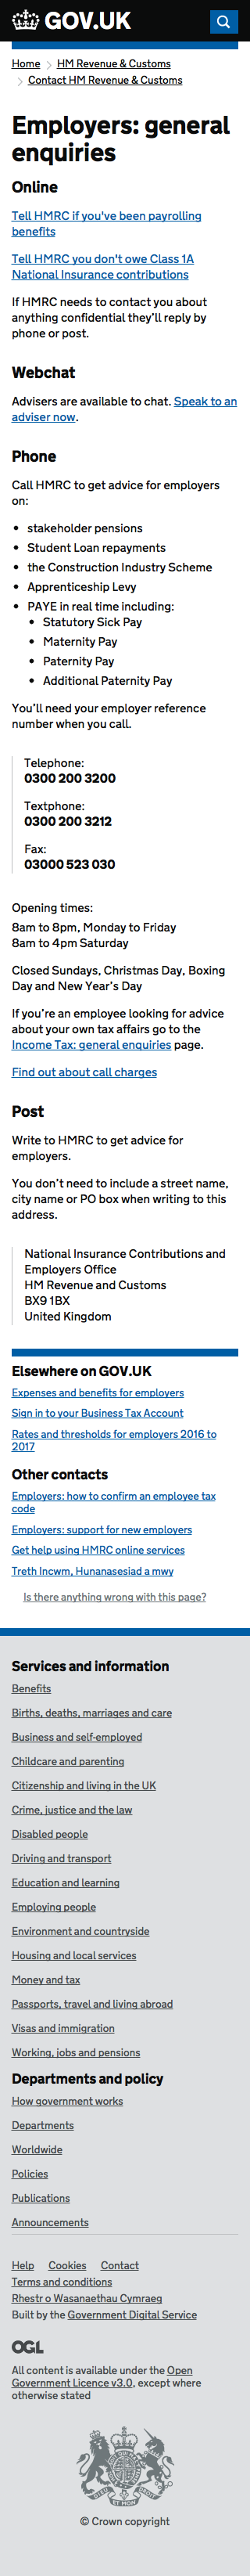 GOV.UK
Home
HM Revenue & Customs
Contact HM Revenue & Customs
Employers: general
enquiries
Online
Tell HMRC if you've been payrolling
benefits
Tell HMRC you don't owe Class 1A
National Insurance contributions
If HMRC needs to contact you about
anything confidential they'll reply by
phone or post.
Webchat
Advisers are available to chat. Speak to an
adviser now.
Phone
Call HMRC to get advice for employers
on:
• stakeholder pensions
• Student Loan repayments
• the Construction Industry Scheme
• Apprenticeship Levy
• PAYE in real time including:
• Statutory Sick Pay
• Maternity Pay
• Paternity Pay
• Additional Paternity Pay
You'll need your employer reference
number when you call.
Telephone:
0300 200 3200
Textphone:
0300 200 3212
Fax:
03000 523 030
Opening times:
8am to 8pm, Monday to Friday
8am to 4pm Saturday
Closed Sundays, Christmas Day, Boxing
Day and New Year's Day
If you're an employee looking for advice
about your own tax affairs go to the
Income Tax: general enquiries page.
Find out about call charges
Post
Write to HMRC to get advice for
employers.
You don't need to include a street name,
city name or PO box when writing to this
address.
National Insurance Contributions and
Employers Office
HM Revenue and Customs
BX9 1BX
United Kingdom
Elsewhere on GOV.UK
Expenses and benefits for employers
Sign in to your Business Tax Account
Rates and thresholds for employers 2016 to
2017
Other contacts
Employers: how to confirm an employee tax
code
Employers: support for new employers
Get help using HMRC online services
Treth Incwm, Hunanasesiad a mwy
Is there anything wrong with this page?
Services and information
Benefits
Births, deaths, marriages and care
Business and self-employed
Childcare and parenting
Citizenship and living in the UK
Crime, justice and the law
Disabled people
Driving and transport
Education and learning
Employing people
Environment and countryside
Housing and local services
Money and tax
Passports, travel and living abroad
Visas and immigration
Working, jobs and pensions
Departments and policy
How government works
Departments
Worldwide
Policies
Publications
Announcements
Help Cookies Contact
Terms and conditions
Rhestr o Wasanaethau Cymraeg
Built by the Government Digital Service
OGL
All content is available under the Open
Government Licence v3.0, except where
otherwise stated
© Crown copyright